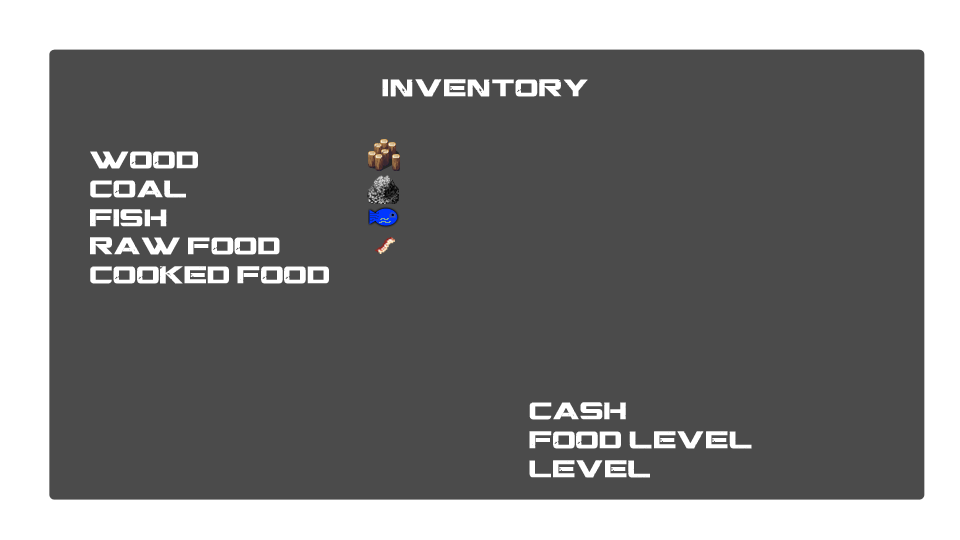 INVENTORY
WOOD
COAL
FISH
RAW FOOD
COOKED FOOD
CASH
FOOD LEVEL
LEVEL